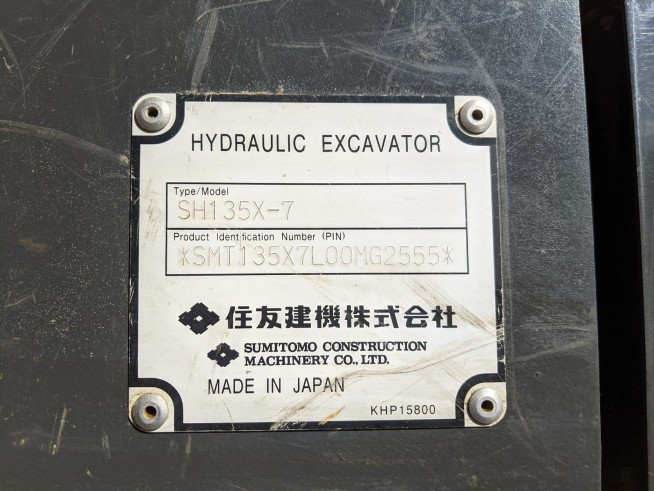 HYDRAULIC EXCAVATOR
Type/Model
SH135X-7
Product Identification Number (PIN)
*SMT135X7L00MG2555*
住友建機株式会社
SUMITOMO CONSTRUCTION
MACHINERY CO., LTD.
MADE IN JAPAN
KHP15800